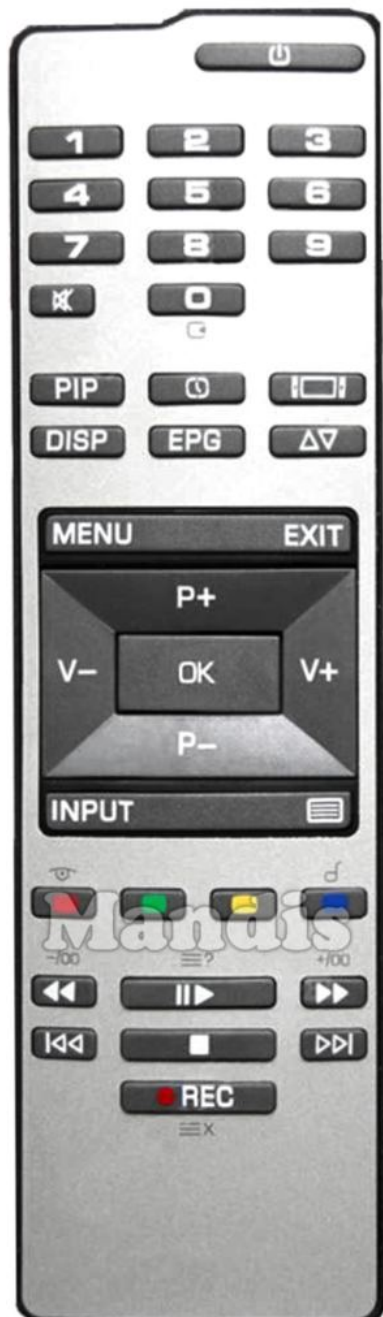 1 2 3
4 5 6
7 8 9
0
PIP
DISP EPG
MENU EXIT
P+
V- OK V+
P-
INPUT
Mandis
-/00 ? +/00
REC
X